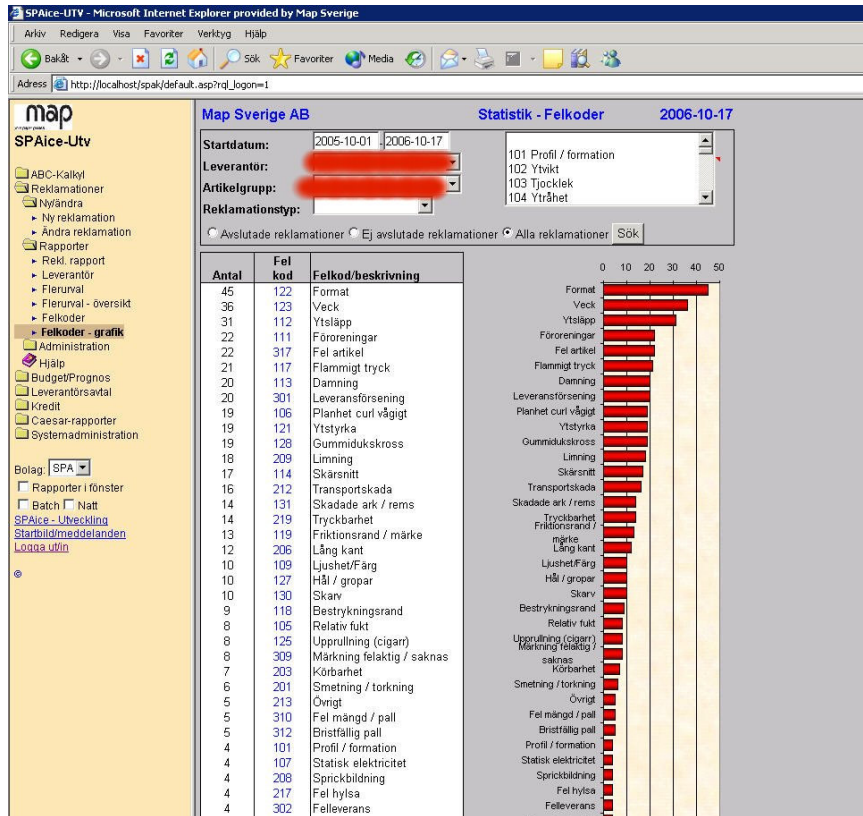 SPAice-UTV - Microsoft Internet Explorer provided by Map Sverige
Arkiv Redigera Visa Favoriter Verktyg Hjälp
Bakåt Sök Favoriter Media
Adress http://localhost/spak/default.asp?rql_logon=1
map
SPAice-Utv
ABC-Kalkyl
Reklamationer
Ny/ändra
Ny reklamation
Ändra reklamation
Rapporter
Rekl. rapport
Leverantör
Flerurval
Flerurval - översikt
Felkoder
Felkoder - grafik
Administration
Hjälp
Budget/Prognos
Leverantörsavtal
Kredit
Caesar-rapporter
Systemadministration
Bolag: SPA
Rapporter i fönster
Batch Natt
SPAice - Utveckling
Startbild/meddelanden
Logga ut/in
©
Map Sverige AB Statistik - Felkoder 2006-10-17
Startdatum: 2005-10-01 - 2006-10-17
Leverantör:
Artikelgrupp:
Reklamationstyp:
101 Profil / formation
102 Ytvikt
103 Tjocklek
104 Ytråhet
Avslutade reklamationer Ej avslutade reklamationer Alla reklamationer Sök
Antal Fel kod Felkod/beskrivning
45 122 Format
36 123 Veck
31 112 Ytsläpp
22 111 Föroreningar
22 317 Fel artikel
21 117 Flammigt tryck
20 113 Damning
20 301 Leveransförsening
19 106 Planhet curl vågigt
19 121 Ytstyrka
19 128 Gummidukskross
18 209 Limning
17 114 Skärsnitt
16 212 Transportskada
14 131 Skadade ark / rems
14 219 Tryckbarhet
13 119 Friktionsrand / märke
12 206 Lång kant
10 109 Ljushet/Färg
10 127 Hål / gropar
10 130 Skarv
9 118 Bestrykningsrand
8 105 Relativ fukt
8 125 Upprullning (cigarr)
8 309 Märkning felaktig / saknas
7 203 Körbarhet
6 201 Smetning / torkning
5 213 Övrigt
5 310 Fel mängd / pall
5 312 Bristfällig pall
4 101 Profil / formation
4 107 Statisk elektricitet
4 208 Sprickbildning
4 217 Fel hylsa
4 302 Felleverans
0 10 20 30 40 50
Format
Veck
Ytsläpp
Föroreningar
Fel artikel
Flammigt tryck
Damning
Leveransförsening
Planhet curl vågigt
Ytstyrka
Gummidukskross
Limning
Skärsnitt
Transportskada
Skadade ark / rems
Tryckbarhet
Friktionsrand /
märke
Lång kant
Ljushet/Färg
Hål / gropar
Skarv
Bestrykningsrand
Relativ fukt
Upprullning (cigarr)
Märkning felaktig /
saknas
Körbarhet
Smetning / torkning
Övrigt
Fel mängd / pall
Bristfällig pall
Profil / formation
Statisk elektricitet
Sprickbildning
Fel hylsa
Felleverans